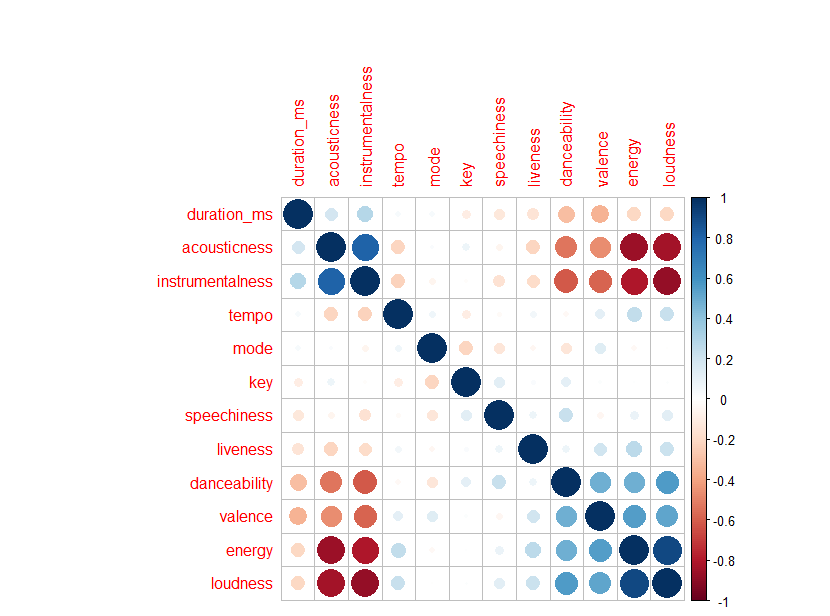 duration_ms
acousticness
instrumentalness
tempo
mode
key
speechiness
liveness
danceability
valence
energy
loudness
duration_ms
acousticness
instrumentalness
tempo
mode
key
speechiness
liveness
danceability
valence
energy
loudness
1
0.8
0.6
0.4
0.2
0
-0.2
-0.4
-0.6
-0.8
-1